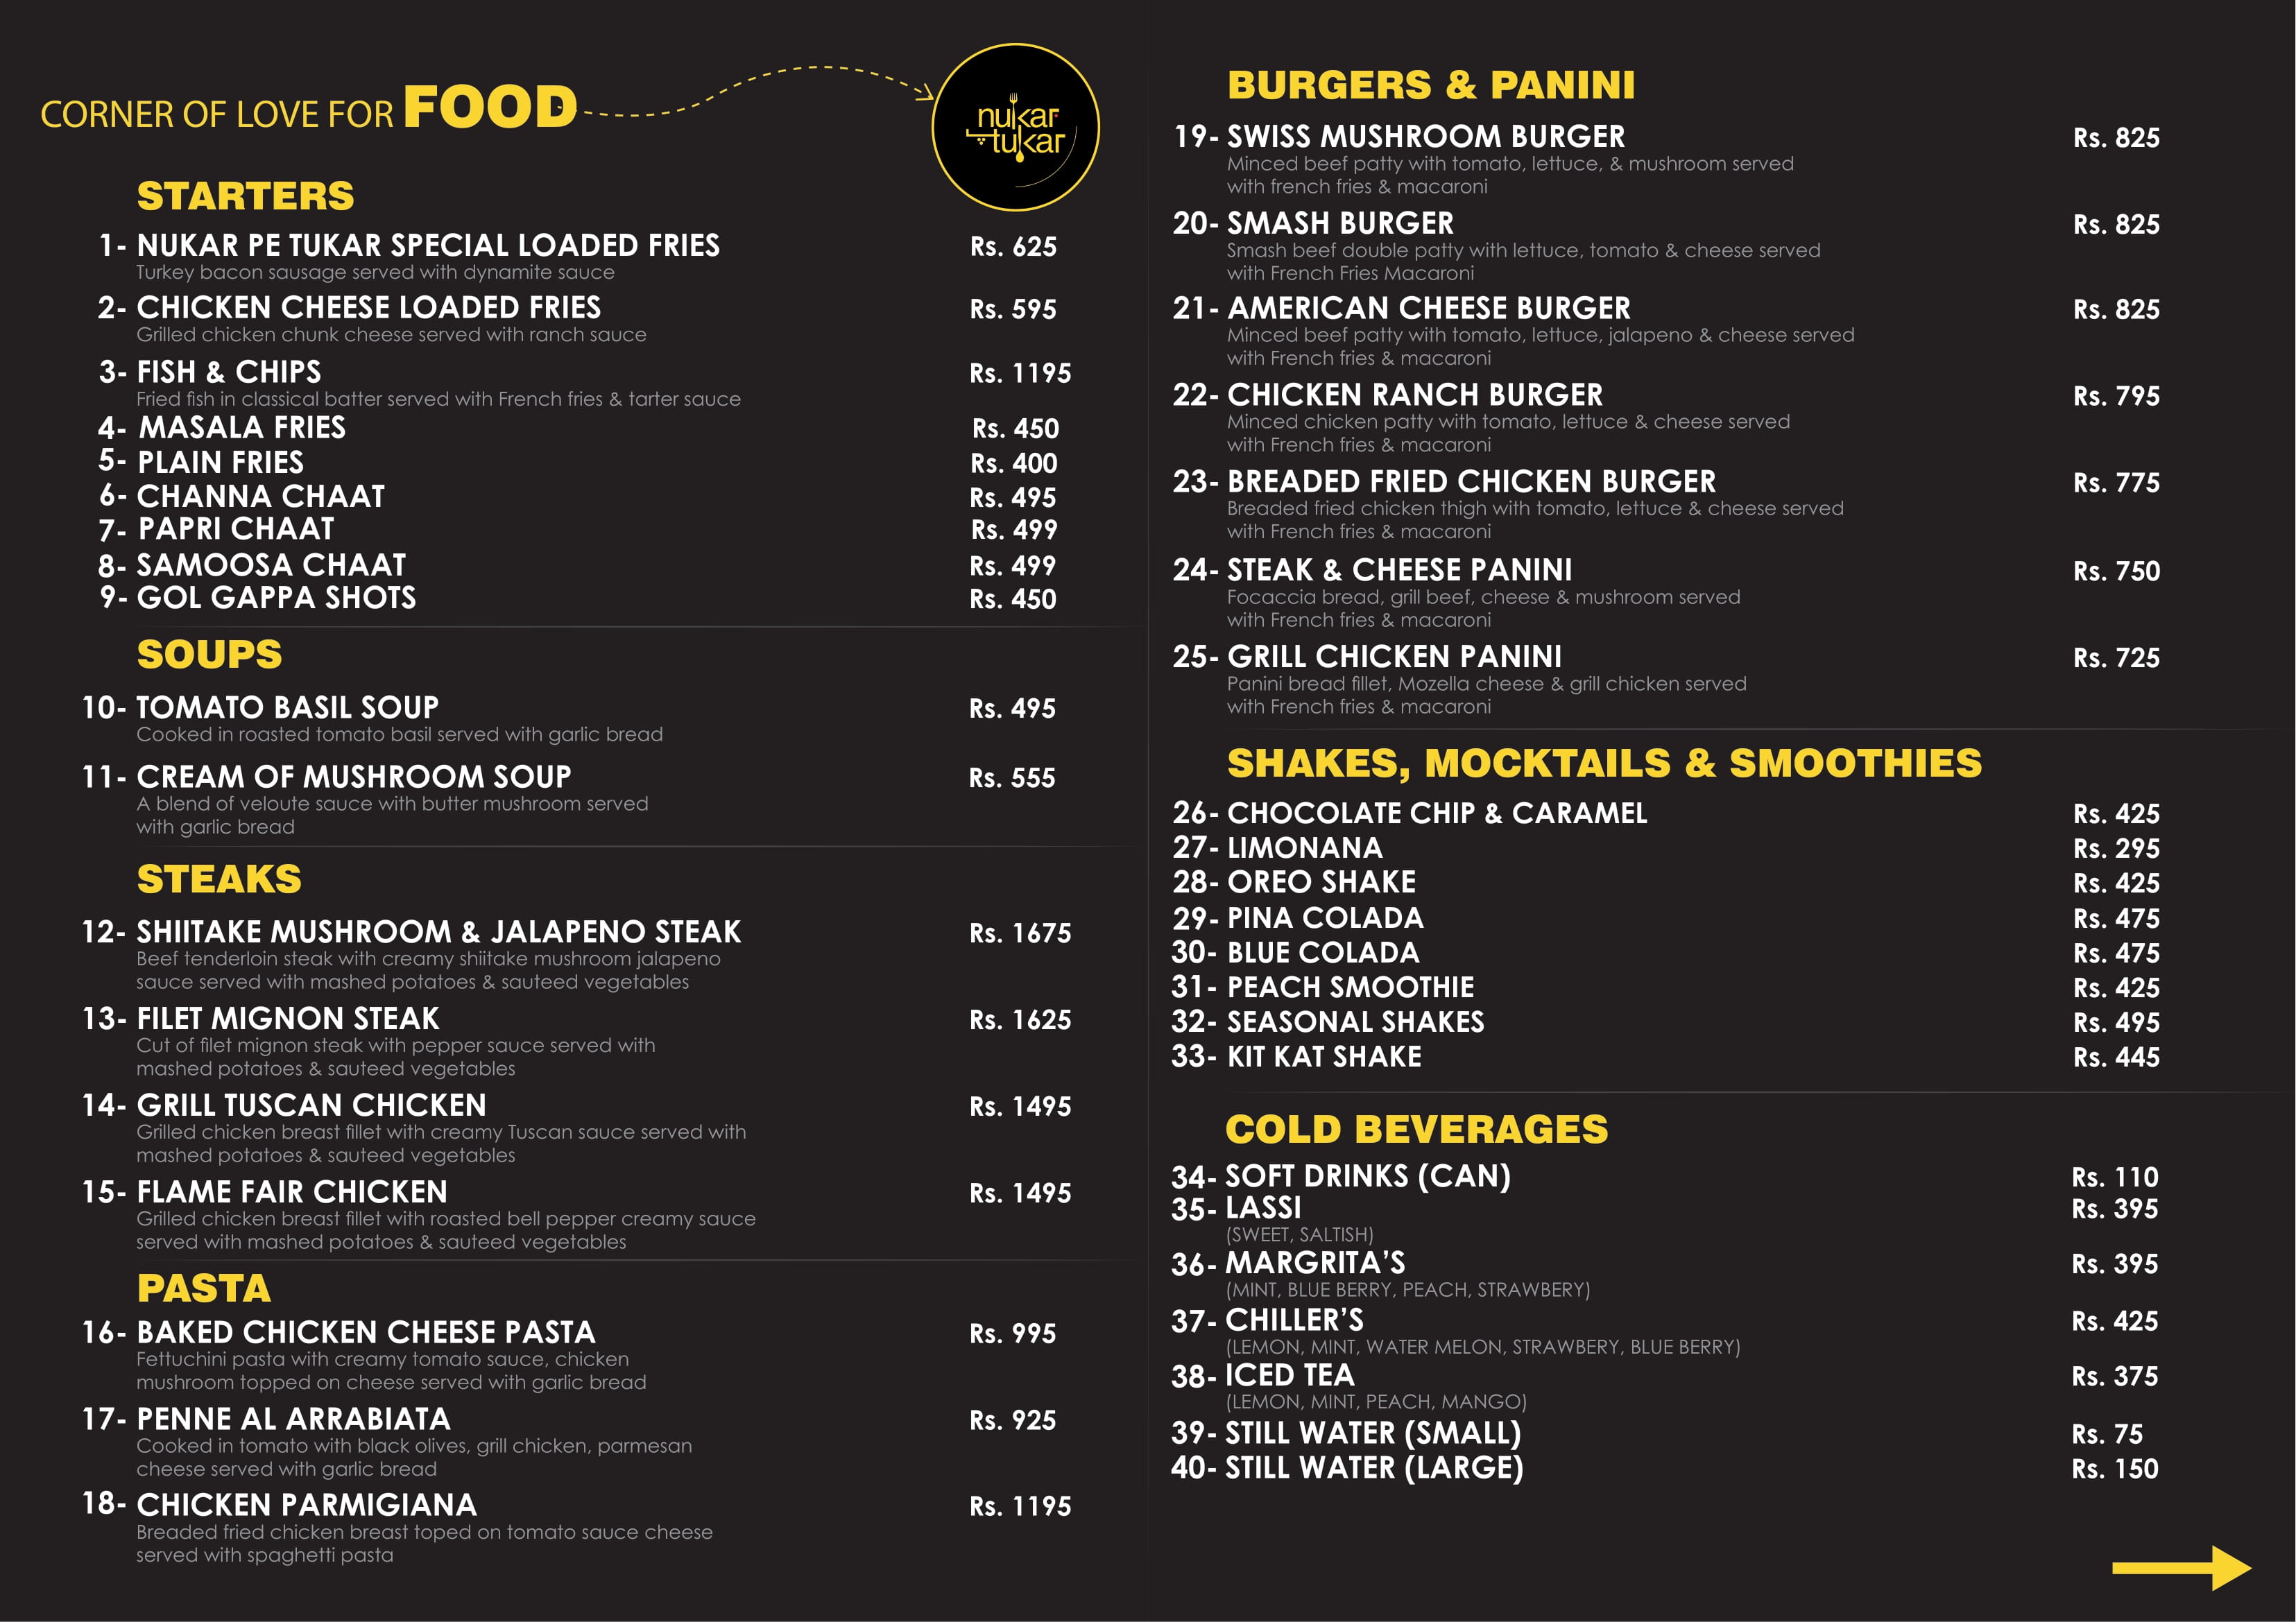 CORNER OF LOVE FOR FOOD
nukar
tukar
STARTERS
1- NUKAR PE TUKAR SPECIAL LOADED FRIES Rs. 625
Turkey bacon sausage served with dynamite sauce
2- CHICKEN CHEESE LOADED FRIES Rs. 595
Grilled chicken chunk cheese served with ranch sauce
3- FISH & CHIPS Rs. 1195
Fried fish in classical batter served with French fries & tarter sauce
4- MASALA FRIES Rs. 450
5- PLAIN FRIES Rs. 400
6- CHANNA CHAAT Rs. 495
7- PAPRI CHAAT Rs. 499
8- SAMOOSA CHAAT Rs. 499
9- GOL GAPPA SHOTS Rs. 450
SOUPS
10- TOMATO BASIL SOUP Rs. 495
Cooked in roasted tomato basil served with garlic bread
11- CREAM OF MUSHROOM SOUP Rs. 555
A blend of veloute sauce with butter mushroom served
with garlic bread
STEAKS
12- SHIITAKE MUSHROOM & JALAPENO STEAK Rs. 1675
Beef tenderloin steak with creamy shiitake mushroom jalapeno
sauce served with mashed potatoes & sauteed vegetables
13- FILET MIGNON STEAK Rs. 1625
Cut of filet mignon steak with pepper sauce served with
mashed potatoes & sauteed vegetables
14- GRILL TUSCAN CHICKEN Rs. 1495
Grilled chicken breast fillet with creamy Tuscan sauce served with
mashed potatoes & sauteed vegetables
15- FLAME FAIR CHICKEN Rs. 1495
Grilled chicken breast fillet with roasted bell pepper creamy sauce
served with mashed potatoes & sauteed vegetables
PASTA
16- BAKED CHICKEN CHEESE PASTA Rs. 995
Fettuchini pasta with creamy tomato sauce, chicken
mushroom topped on cheese served with garlic bread
17- PENNE AL ARRABIATA Rs. 925
Cooked in tomato with black olives, grill chicken, parmesan
cheese served with garlic bread
18- CHICKEN PARMIGIANA Rs. 1195
Breaded fried chicken breast toped on tomato sauce cheese
served with spaghetti pasta
BURGERS & PANINI
19- SWISS MUSHROOM BURGER Rs. 825
Minced beef patty with tomato, lettuce, & mushroom served
with french fries & macaroni
20- SMASH BURGER Rs. 825
Smash beef double patty with lettuce, tomato & cheese served
with French Fries Macaroni
21- AMERICAN CHEESE BURGER Rs. 825
Minced beef patty with tomato, lettuce, jalapeno & cheese served
with French fries & macaroni
22- CHICKEN RANCH BURGER Rs. 795
Minced chicken patty with tomato, lettuce & cheese served
with French fries & macaroni
23- BREADED FRIED CHICKEN BURGER Rs. 775
Breaded fried chicken thigh with tomato, lettuce & cheese served
with French fries & macaroni
24- STEAK & CHEESE PANINI Rs. 750
Focaccia bread, grill beef, cheese & mushroom served
with French fries & macaroni
25- GRILL CHICKEN PANINI Rs. 725
Panini bread fillet, Mozella cheese & grill chicken served
with French fries & macaroni
SHAKES, MOCKTAILS & SMOOTHIES
26- CHOCOLATE CHIP & CARAMEL Rs. 425
27- LIMONANA Rs. 295
28- OREO SHAKE Rs. 425
29- PINA COLADA Rs. 475
30- BLUE COLADA Rs. 475
31- PEACH SMOOTHIE Rs. 425
32- SEASONAL SHAKES Rs. 495
33- KIT KAT SHAKE Rs. 445
COLD BEVERAGES
34- SOFT DRINKS (CAN) Rs. 110
35- LASSI Rs. 395
(SWEET, SALTISH)
36- MARGRITA’S Rs. 395
(MINT, BLUE BERRY, PEACH, STRAWBERY)
37- CHILLER’S Rs. 425
(LEMON, MINT, WATER MELON, STRAWBERY, BLUE BERRY)
38- ICED TEA Rs. 375
(LEMON, MINT, PEACH, MANGO)
39- STILL WATER (SMALL) Rs. 75
40- STILL WATER (LARGE) Rs. 150